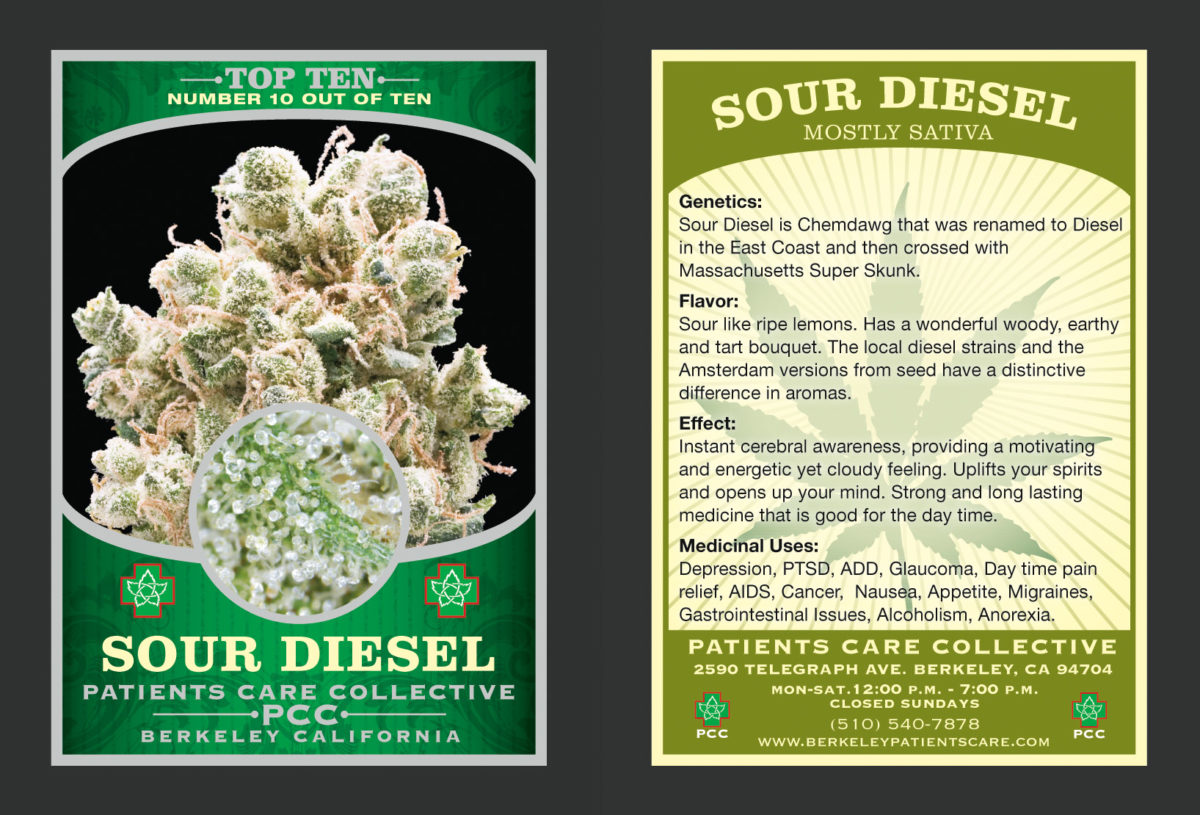 TOP TEN
NUMBER 10 OUT OF TEN
SOUR DIESEL
PATIENTS CARE COLLECTIVE
PCC
BERKELEY CALIFORNIA
SOUR DIESEL
MOSTLY SATIVA
Genetics:
Sour Diesel is Chemdawg that was renamed to Diesel
in the East Coast and then crossed with
Massachusetts Super Skunk.
Flavor:
Sour like ripe lemons. Has a wonderful woody, earthy
and tart bouquet. The local diesel strains and the
Amsterdam versions from seed have a distinctive
difference in aromas.
Effect:
Instant cerebral awareness, providing a motivating
and energetic yet cloudy feeling. Uplifts your spirits
and opens up your mind. Strong and long lasting
medicine that is good for the day time.
Medicinal Uses:
Depression, PTSD, ADD, Glaucoma, Day time pain
relief, AIDS, Cancer,  Nausea, Appetite, Migraines,
Gastrointestinal Issues, Alcoholism, Anorexia.
PATIENTS CARE COLLECTIVE
2590 TELEGRAPH AVE. BERKELEY, CA 94704
MON-SAT.12:00 P.M. - 7:00 P.M.
CLOSED SUNDAYS
(510) 540-7878
WWW.BERKELEYPATIENTSCARE.COM
PCC
PCC